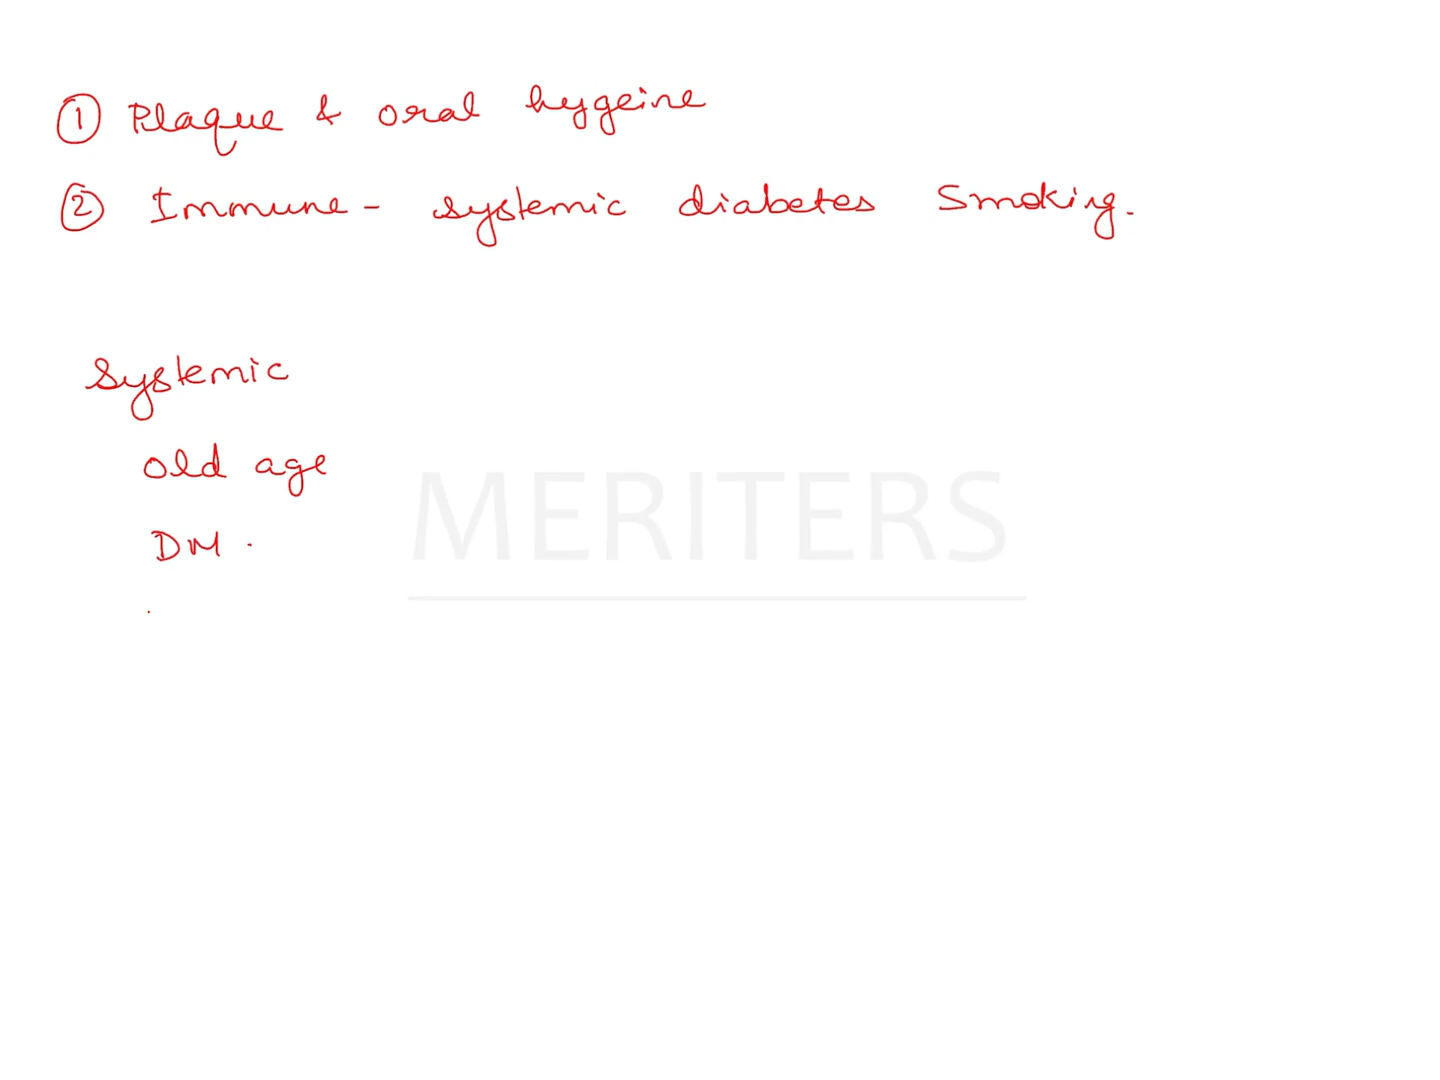 ① Plaque & oral hygeine
② Immune - systemic diabetes Smoking.
Systemic
old age
MERITERS
DM .